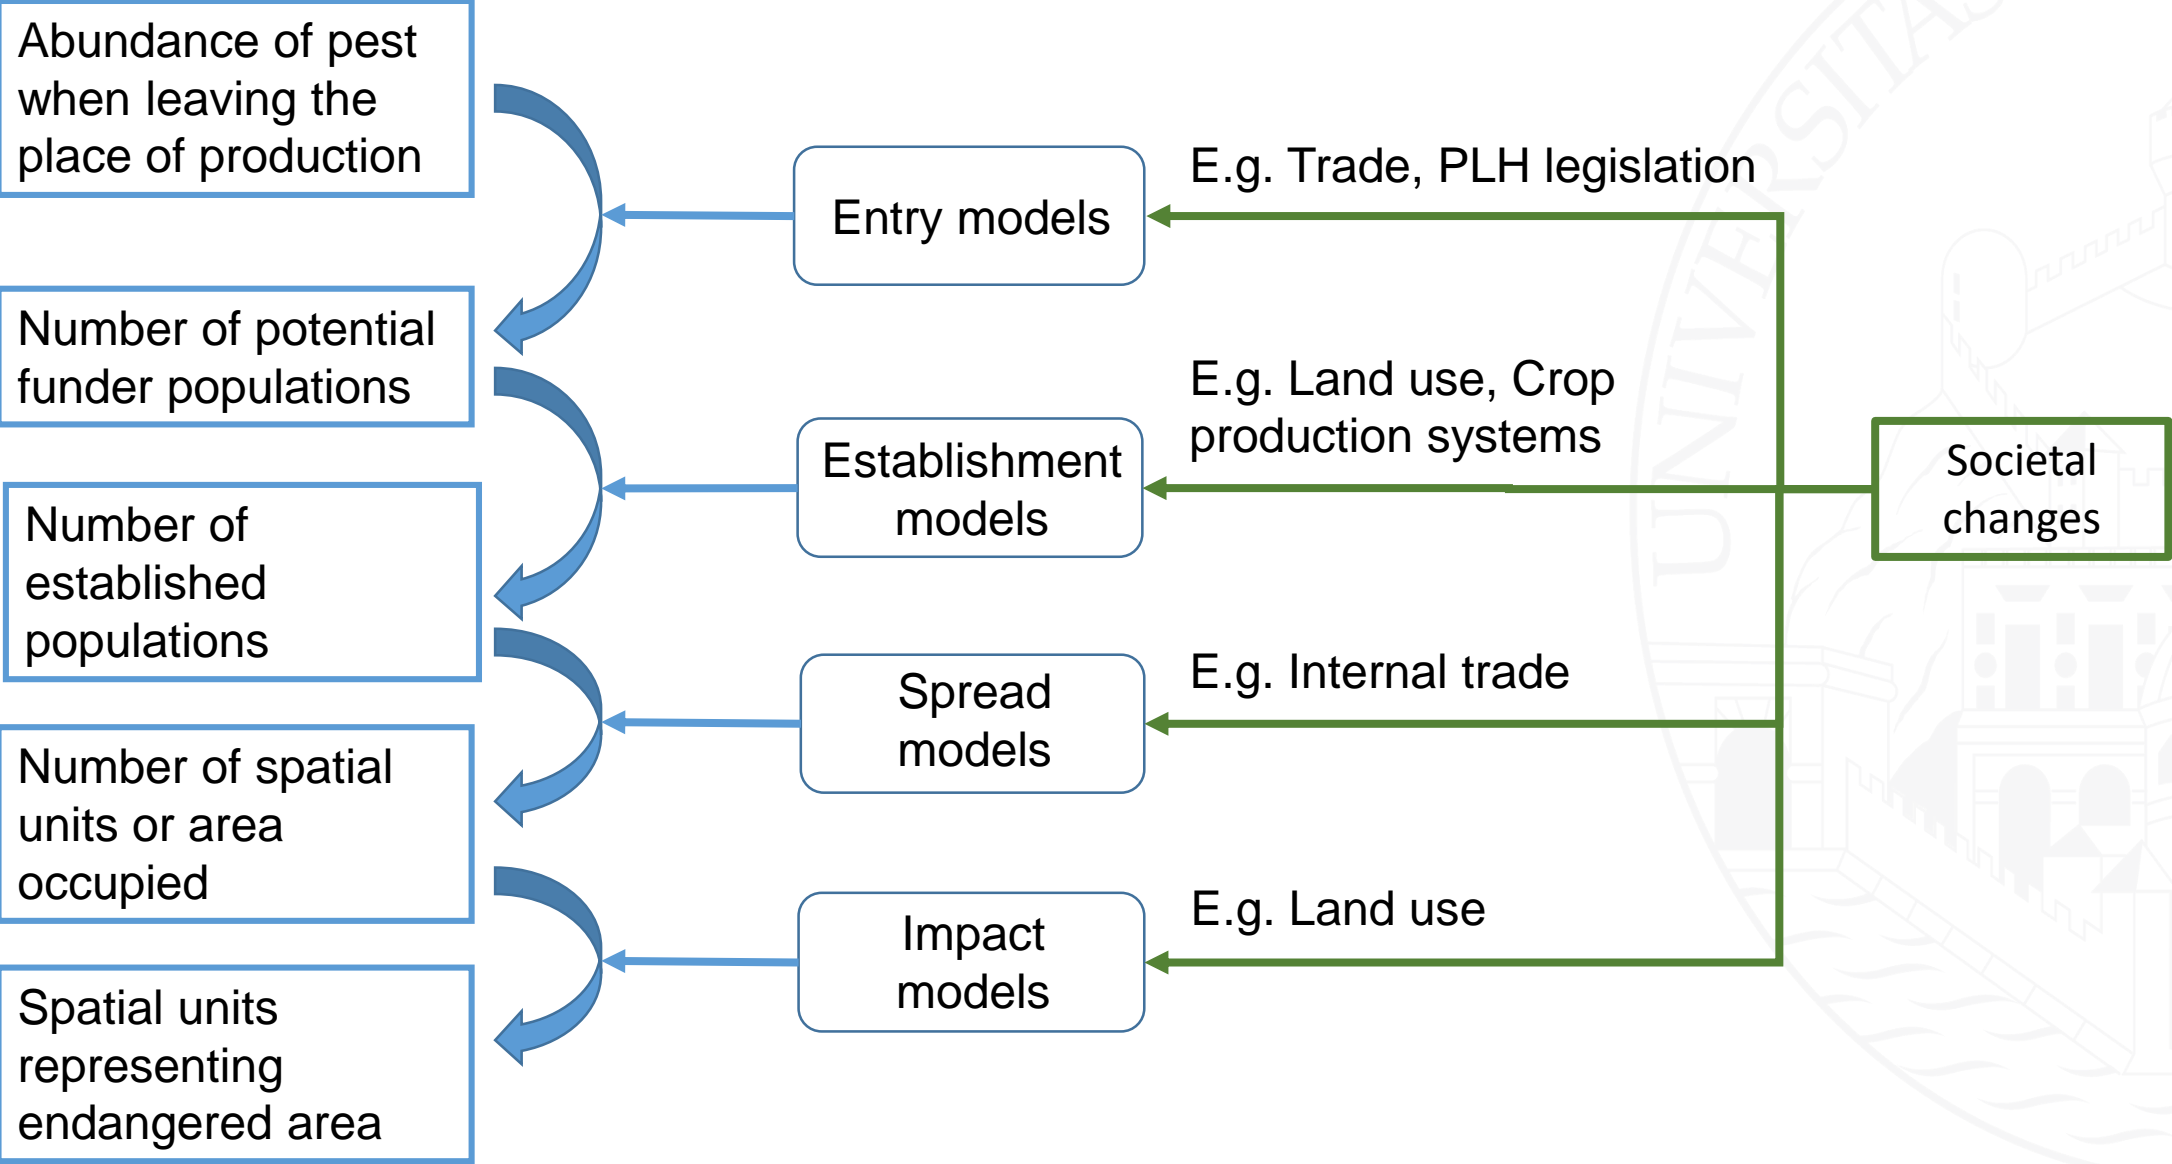 Abundance of pest
when leaving the
place of production
Number of potential
funder populations
Number of
established
populations
Number of spatial
units or area
occupied
Spatial units
representing
endangered area
Entry models
Establishment
models
Spread
models
Impact
models
E.g. Trade, PLH legislation
E.g. Land use, Crop
production systems
E.g. Internal trade
E.g. Land use
Societal
changes
UNIVERSITAS